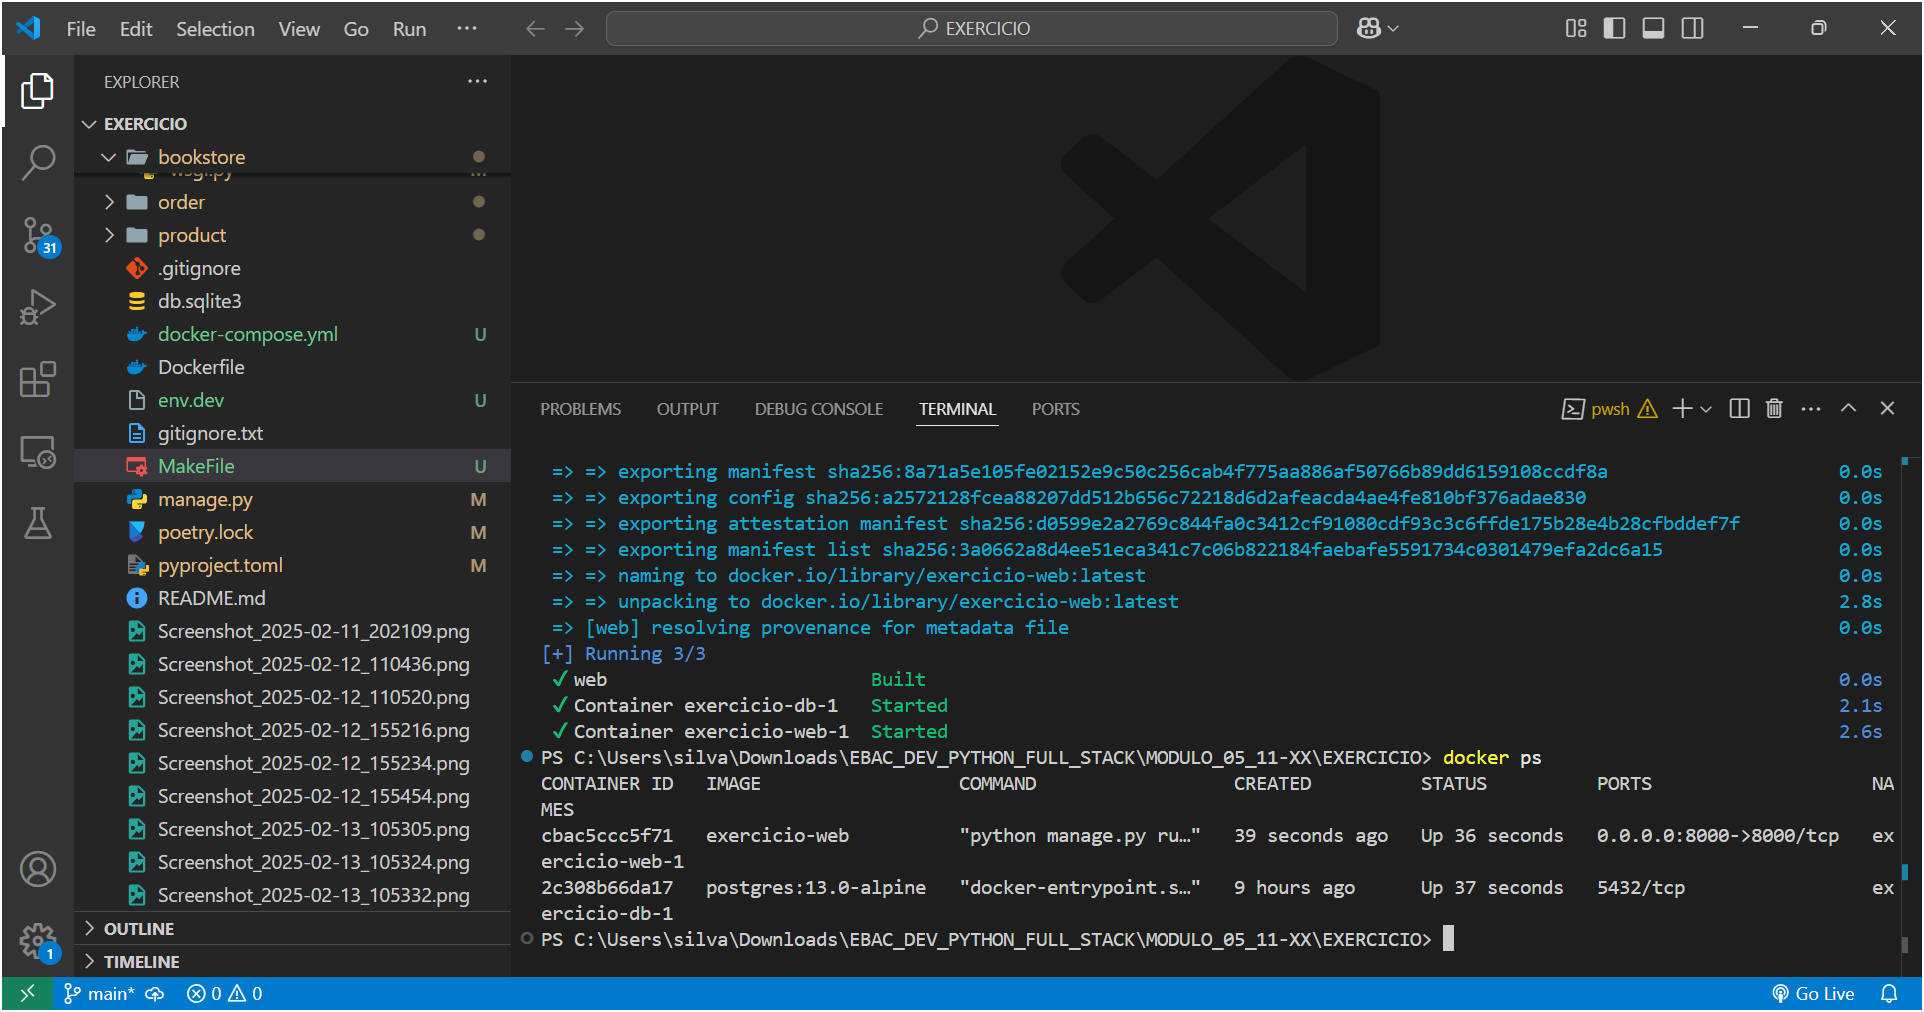 File Edit Selection View Go Run ···
EXERCICIO
EXPLORER
EXERCICIO
bookstore
wsgi.py M
order
product
.gitignore
db.sqlite3
docker-compose.yml U
Dockerfile
env.dev U
gitignore.txt
MakeFile U
manage.py M
poetry.lock M
pyproject.toml M
README.md
Screenshot_2025-02-11_202109.png
Screenshot_2025-02-12_110436.png
Screenshot_2025-02-12_110520.png
Screenshot_2025-02-12_155216.png
Screenshot_2025-02-12_155234.png
Screenshot_2025-02-12_155454.png
Screenshot_2025-02-13_105305.png
Screenshot_2025-02-13_105324.png
Screenshot_2025-02-13_105332.png
OUTLINE
TIMELINE
31
1
PROBLEMS OUTPUT DEBUG CONSOLE TERMINAL PORTS
pwsh
=> => exporting manifest sha256:8a71a5e105fe02152e9c50c256cab4f775aa886af50766b89dd6159108ccdf8a 0.0s
=> => exporting config sha256:a2572128fcea88207dd512b656c72218d6d2afeacda4ae4fe810bf376adae830 0.0s
=> => exporting attestation manifest sha256:d0599e2a2769c844fa0c3412cf91080cdf93c3c6ffde175b28e4b28cfbddef7f 0.0s
=> => exporting manifest list sha256:3a0662a8d4ee51eca341c7c06b822184faebafe5591734c0301479efa2dc6a15 0.0s
=> => naming to docker.io/library/exercicio-web:latest 0.0s
=> => unpacking to docker.io/library/exercicio-web:latest 2.8s
=> [web] resolving provenance for metadata file 0.0s
[+] Running 3/3
✓ web Built 0.0s
✓ Container exercicio-db-1 Started 2.1s
✓ Container exercicio-web-1 Started 2.6s
PS C:\Users\silva\Downloads\EBAC_DEV_PYTHON_FULL_STACK\MODULO_05_11-XX\EXERCICIO> docker ps
CONTAINER ID IMAGE COMMAND CREATED STATUS PORTS NA
MES
cbac5ccc5f71 exercicio-web "python manage.py ru…" 39 seconds ago Up 36 seconds 0.0.0.0:8000->8000/tcp ex
ercicio-web-1
2c308b66da17 postgres:13.0-alpine "docker-entrypoint.s…" 9 hours ago Up 37 seconds 5432/tcp ex
ercicio-db-1
PS C:\Users\silva\Downloads\EBAC_DEV_PYTHON_FULL_STACK\MODULO_05_11-XX\EXERCICIO>
main* 0 0 Go Live